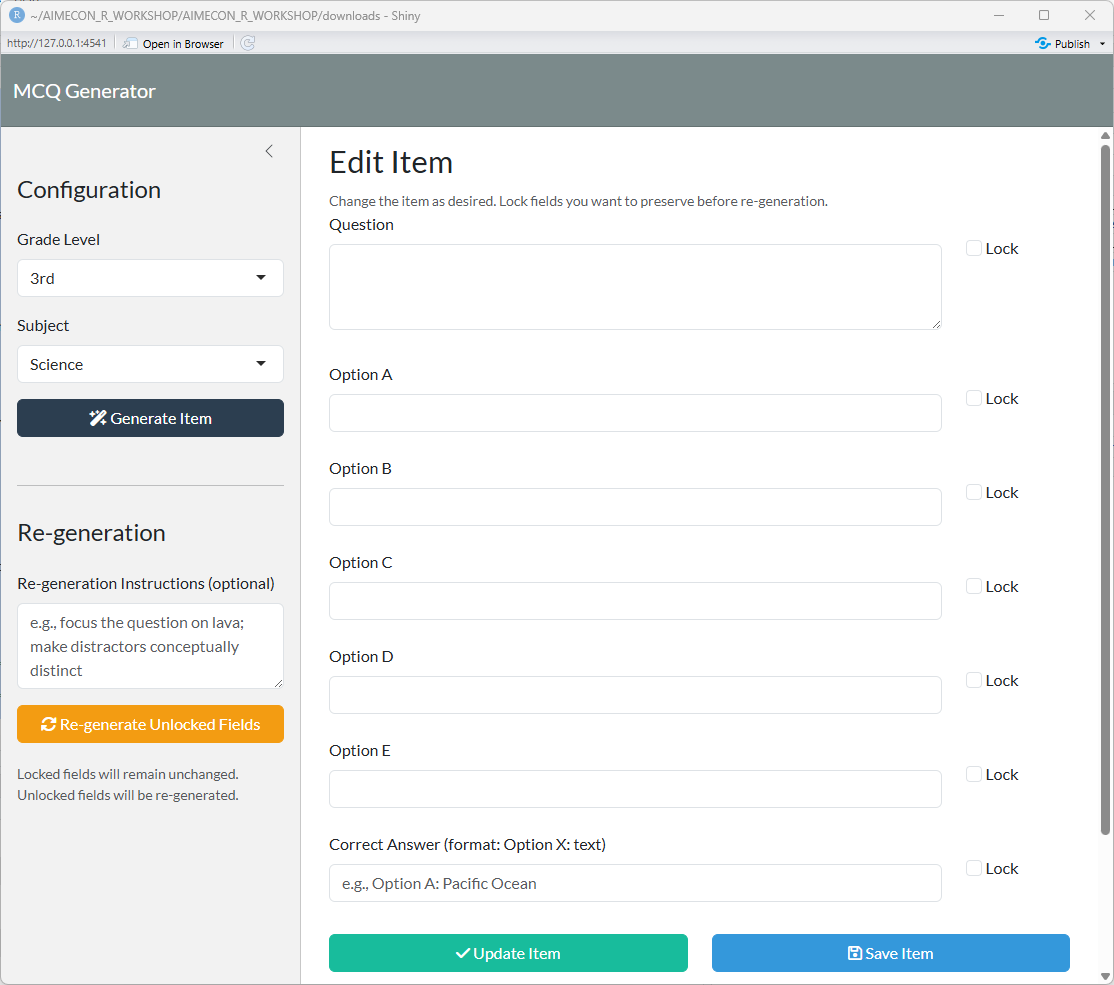 ~/AIMECON_R_WORKSHOP/AIMECON_R_WORKSHOP/downloads - Shiny
http://127.0.0.1:4541
Open in Browser
Publish
MCQ Generator
Configuration
Grade Level
3rd
Subject
Science
Generate Item
Re-generation
Re-generation Instructions (optional)
e.g., focus the question on lava;
make distractors conceptually
distinct
Re-generate Unlocked Fields
Locked fields will remain unchanged.
Unlocked fields will be re-generated.
Edit Item
Change the item as desired. Lock fields you want to preserve before re-generation.
Question
Lock
Option A
Lock
Option B
Lock
Option C
Lock
Option D
Lock
Option E
Lock
Correct Answer (format: Option X: text)
e.g., Option A: Pacific Ocean
Lock
Update Item
Save Item